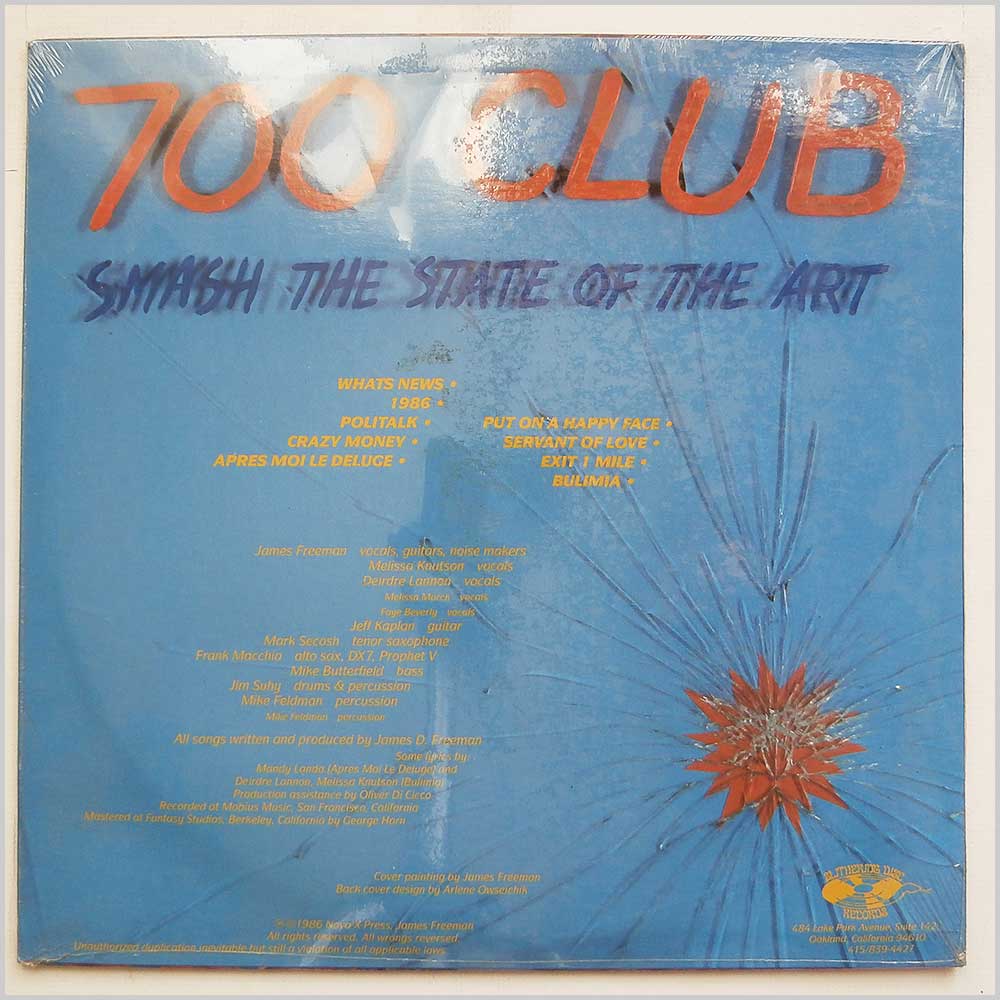 700 CLUB
SMASH THE STATE OF THE ART
WHATS NEWS •
1986 •
POLITALK •
CRAZY MONEY •
APRES MOI LE DELUGE •
PUT ON A HAPPY FACE •
SERVANT OF LOVE •
EXIT 1 MILE •
BULIMIA •
James Freeman vocals, guitars, noise makers
Melissa Knutson vocals
Deirdre Lannon vocals
Melissa March vocals
Faye Beverly vocals
Jeff Kaplan guitar
Mark Secosh tenor saxophone
Frank Macchia alto sax, DX7, Prophet V
Mike Butterfield bass
Jim Suhy drums & percussion
Mike Feldman percussion
Mike Feldman percussion
All songs written and produced by James D. Freeman
Some lyrics by:
Mandy Landa (Apres Moi Le Deluge) and
Deirdre Lannon, Melissa Knutson (Bulimia)
Production assistance by Oliver Di Cicco
Recorded at Mobius Music, San Francisco, California
Mastered at Fantasy Studios, Berkeley, California by George Horn
Cover painting by James Freeman
Back cover design by Arlene Owseichik
℗ © 1986 Nova X-Press, James Freeman
All rights reserved. All wrongs reversed.
Unauthorized duplication inevitable but still a violation of all applicable laws.
RECORDS
484 Lake Park Avenue, Suite
Oakland, California 94610
415/839-4427